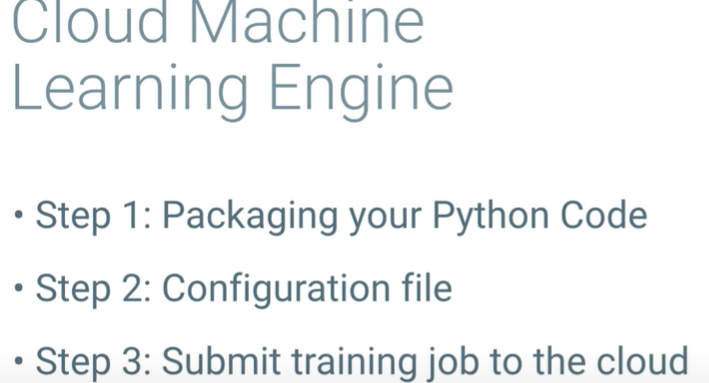 Cloud Machine
Learning Engine
• Step 1: Packaging your Python Code
• Step 2: Configuration file
• Step 3: Submit training job to the cloud